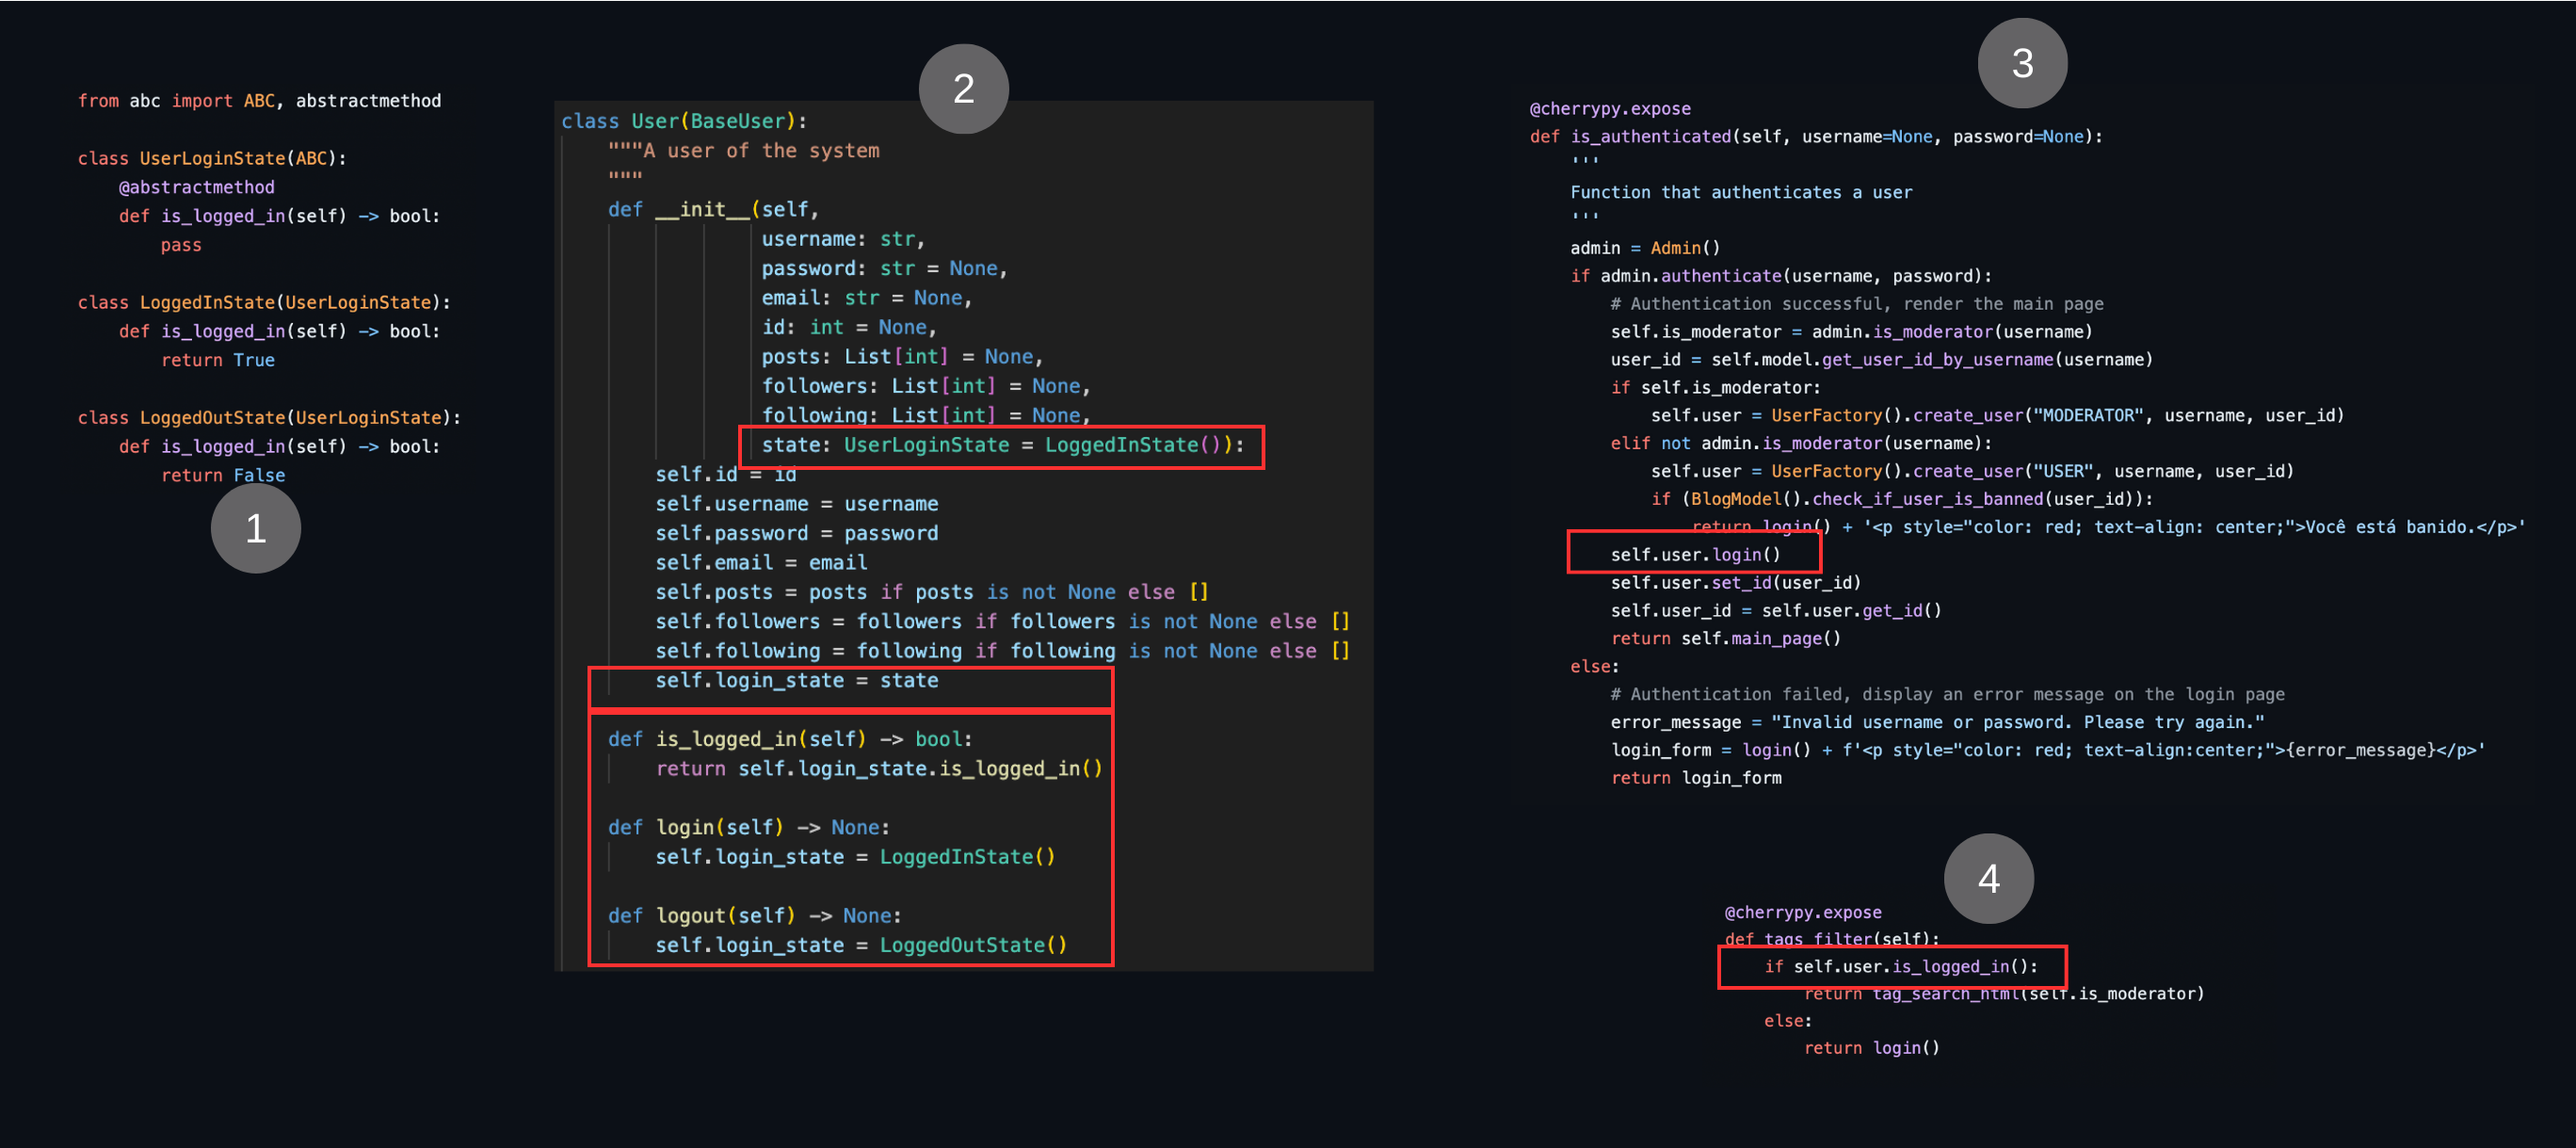 from abc import ABC, abstractmethod
class UserLoginState(ABC):
@abstractmethod
def is_logged_in(self) -> bool:
pass
class LoggedInState(UserLoginState):
def is_logged_in(self) -> bool:
return True
class LoggedOutState(UserLoginState):
def is_logged_in(self) -> bool:
return False
1
2
class User(BaseUser):
"""A user of the system
"""
def __init__(self,
username: str,
password: str = None,
email: str = None,
id: int = None,
posts: List[int] = None,
followers: List[int] = None,
following: List[int] = None,
state: UserLoginState = LoggedInState()):
self.id = id
self.username = username
self.password = password
self.email = email
self.posts = posts if posts is not None else []
self.followers = followers if followers is not None else []
self.following = following if following is not None else []
self.login_state = state
def is_logged_in(self) -> bool:
return self.login_state.is_logged_in()
def login(self) -> None:
self.login_state = LoggedInState()
def logout(self) -> None:
self.login_state = LoggedOutState()
3
@cherrypy.expose
def is_authenticated(self, username=None, password=None):
'''
Function that authenticates a user
'''
admin = Admin()
if admin.authenticate(username, password):
# Authentication successful, render the main page
self.is_moderator = admin.is_moderator(username)
user_id = self.model.get_user_id_by_username(username)
if self.is_moderator:
self.user = UserFactory().create_user("MODERATOR", username, user_id)
elif not admin.is_moderator(username):
self.user = UserFactory().create_user("USER", username, user_id)
if (BlogModel().check_if_user_is_banned(user_id)):
return login() + '<p style="color: red; text-align: center;">Você está banido.</p>'
self.user.login()
self.user.set_id(user_id)
self.user_id = self.user.get_id()
return self.main_page()
else:
# Authentication failed, display an error message on the login page
error_message = "Invalid username or password. Please try again."
login_form = login() + f'<p style="color: red; text-align:center;">{error_message}</p>'
return login_form
4
@cherrypy.expose
def tags_filter(self):
if self.user.is_logged_in():
return tag_search_html(self.is_moderator)
else:
return login()